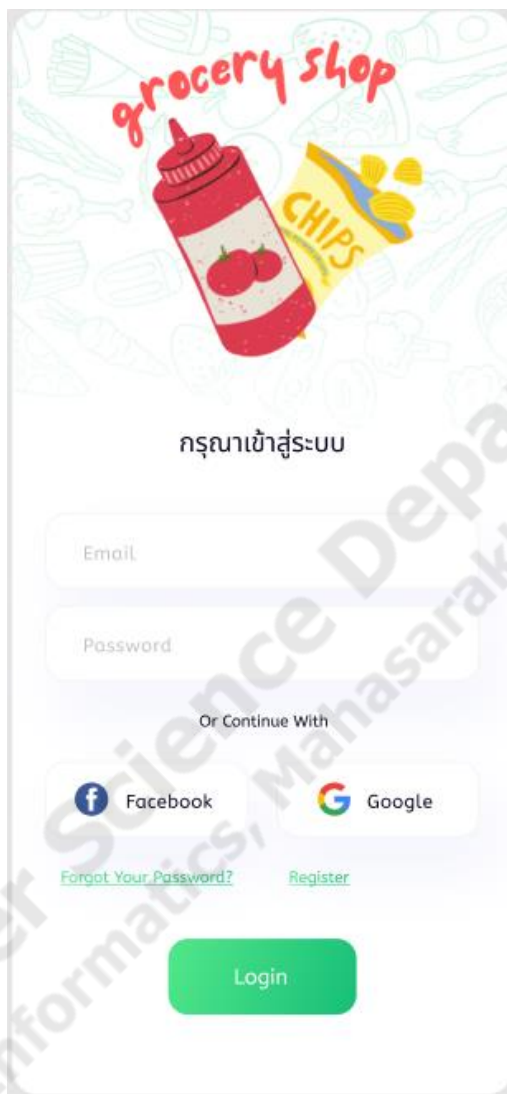 grocery shop
CHIPS
กรุณาเข้าสู่ระบบ
Email
Password
Or Continue With
Facebook
Google
Forgot Your Password?
Register
Login